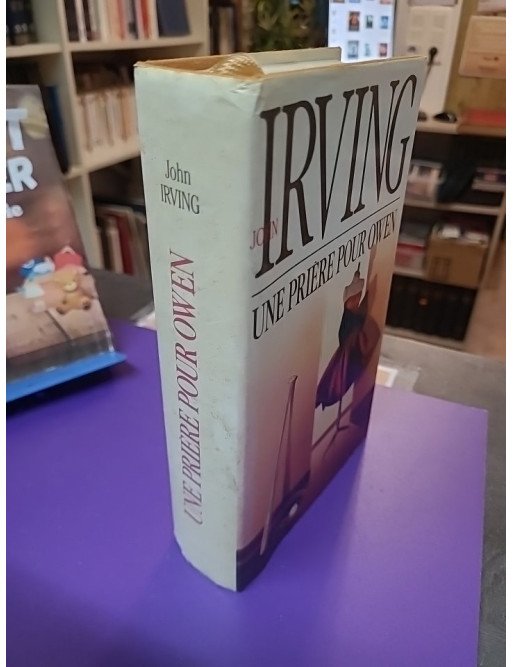 John
IRVING
UNE PRIÈRE POUR OWEN
JOHN
IRVING
UNE PRIÈRE POUR OWEN